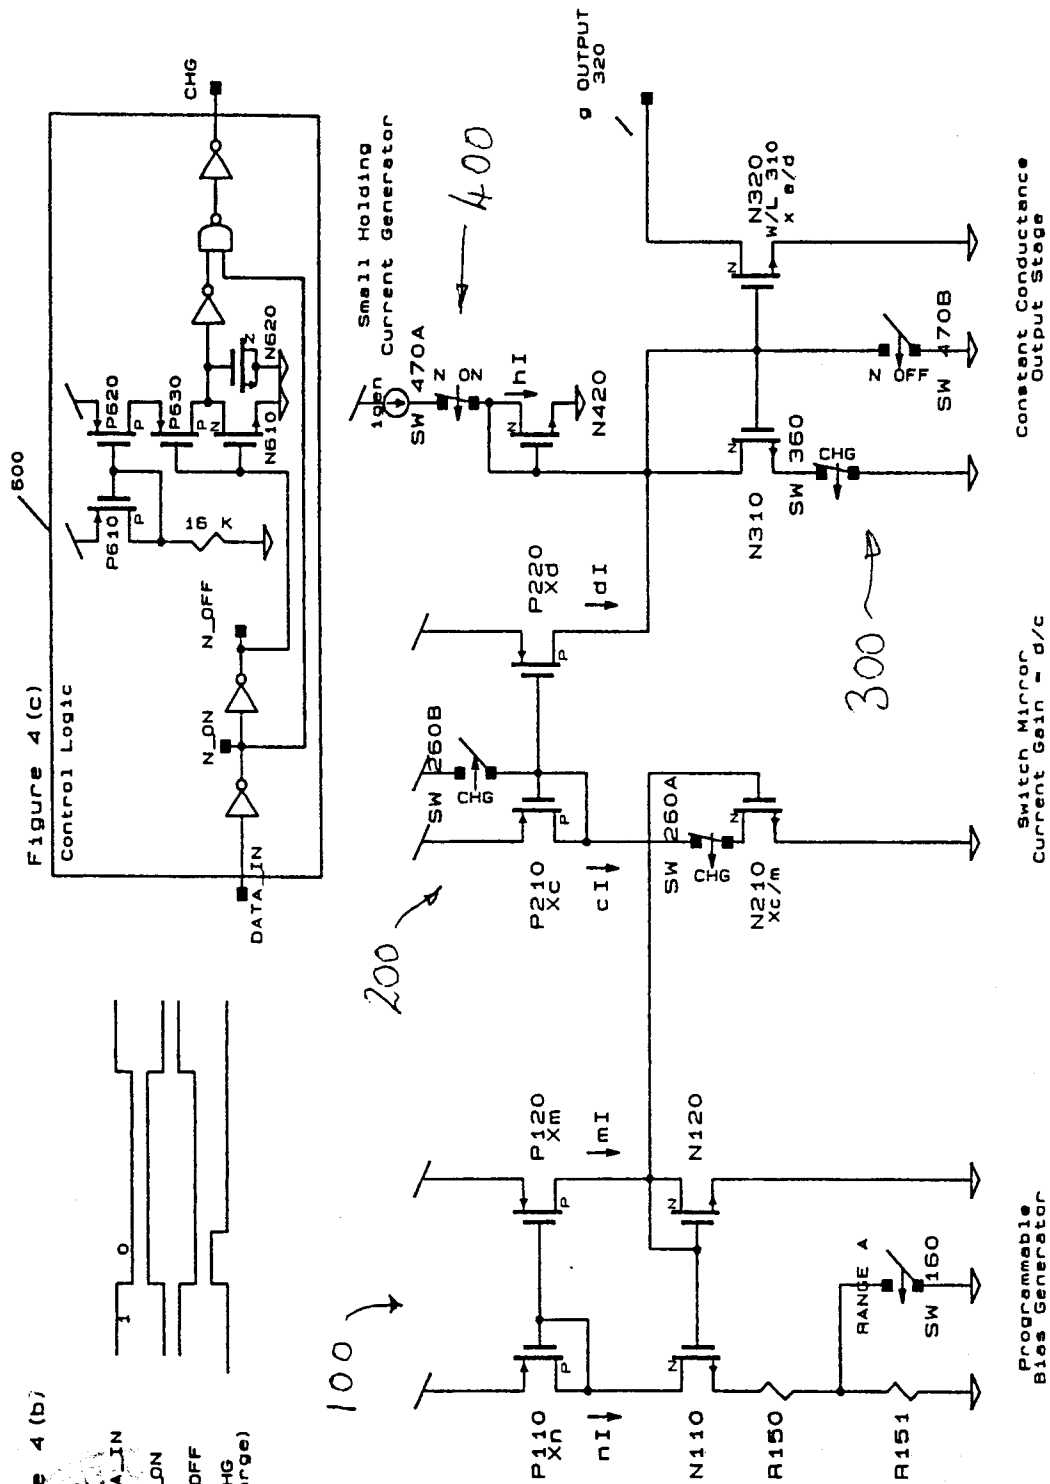 Figure 4(c)
Control Logic
600
DATA_IN
N_ON
N_OFF
P610
P
16 K
P620
P
P630
P
N
N610
N
N620
CHG
4(b)
1 0
_IN
_ON
OFF
HG
rge)
100
P110
Xn
P
nI
N110
N
R150
R151
RANGE A
SW 160
P120
Xm
P
mI
N120
N
Programmable
Bias Generator
200
P210
Xc
P
cI
SW 260B
CHG
SW 260A
CHG
N210
Xc/m
N
P220
Xd
P
dI
Switch Mirror
Current Gain = d/c
Small Holding
Current Generator
400
igen
SW 470A
N ON
hI
N
N420
300
N310
N
SW 360
CHG
N OFF
SW 470B
N320
W/L 310
x e/d
N
g OUTPUT
320
Constant Conductance
Output Stage